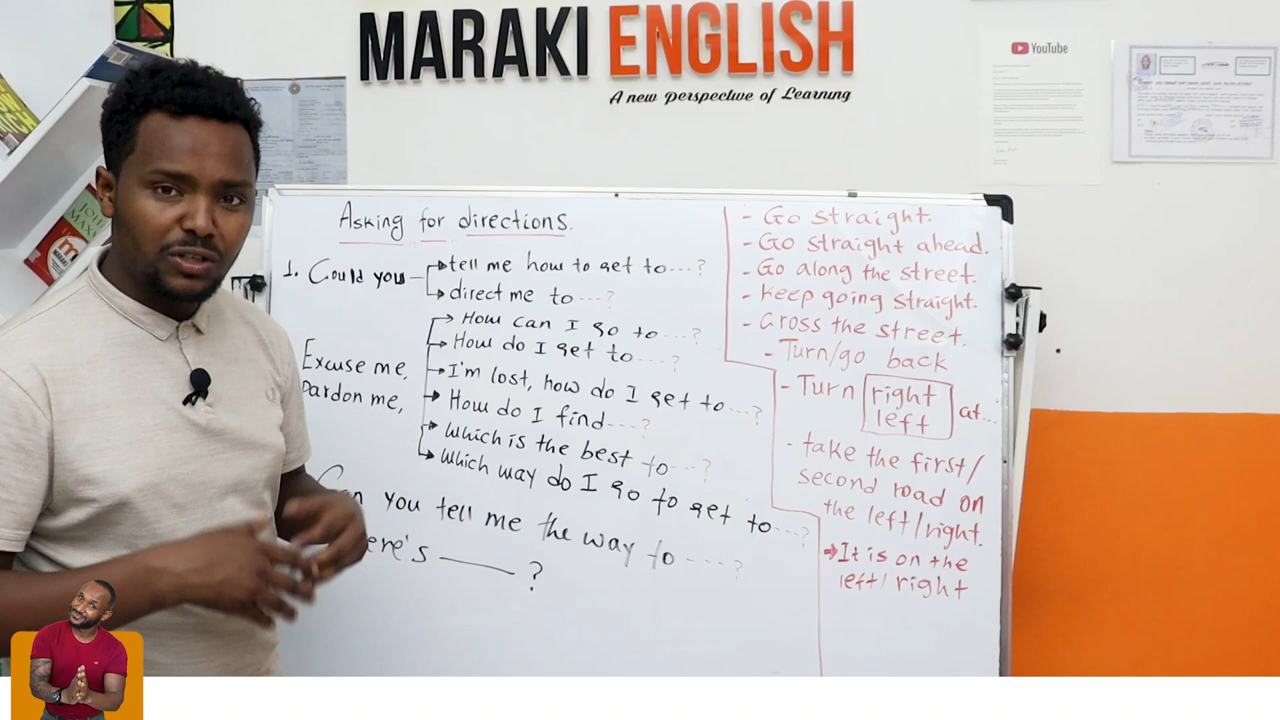 MARAKI ENGLISH
A new perspective of Learning
YouTube
JOHN
MAX
MARAKI
Asking for directions.
1. Could you
tell me how to get to ---?
direct me to ---?
Excuse me,
Pardon me,
How can I go to ---?
How do I get to ---?
I'm lost, how do I get to ---?
How do I find ---?
which is the best to ---?
which way do I go to get to ---?
you tell me the way to ----?
ere's ____ ?
- Go straight.
- Go straight ahead.
- Go along the street.
- Keep going straight.
- Cross the street.
- Turn/go back
- Turn right
left at...
- take the first/
second road on
the left/right.
It is on the
left/right